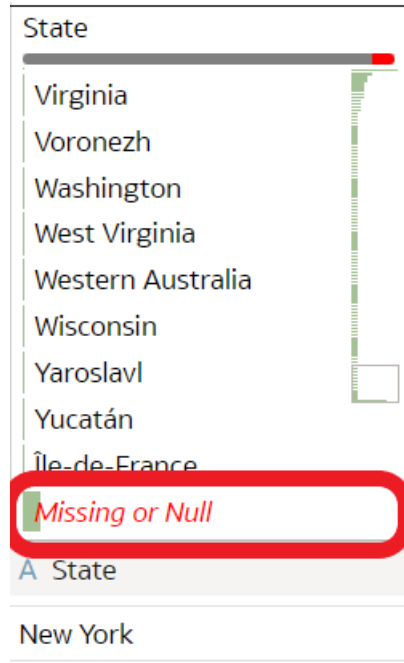 State
Virginia
Voronezh
Washington
West Virginia
Western Australia
Wisconsin
Yaroslavl
Yucatán
Île-de-France
Missing or Null
A State
New York